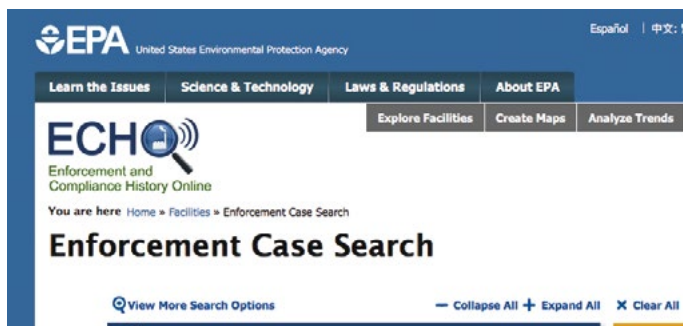 EPA United States Environmental Protection Agency
Español | 中文:
Learn the Issues Science & Technology Laws & Regulations About EPA
Explore Facilities Create Maps Analyze Trends
ECHO
Enforcement and
Compliance History Online
You are here Home » Facilities » Enforcement Case Search
Enforcement Case Search
View More Search Options — Collapse All + Expand All X Clear All